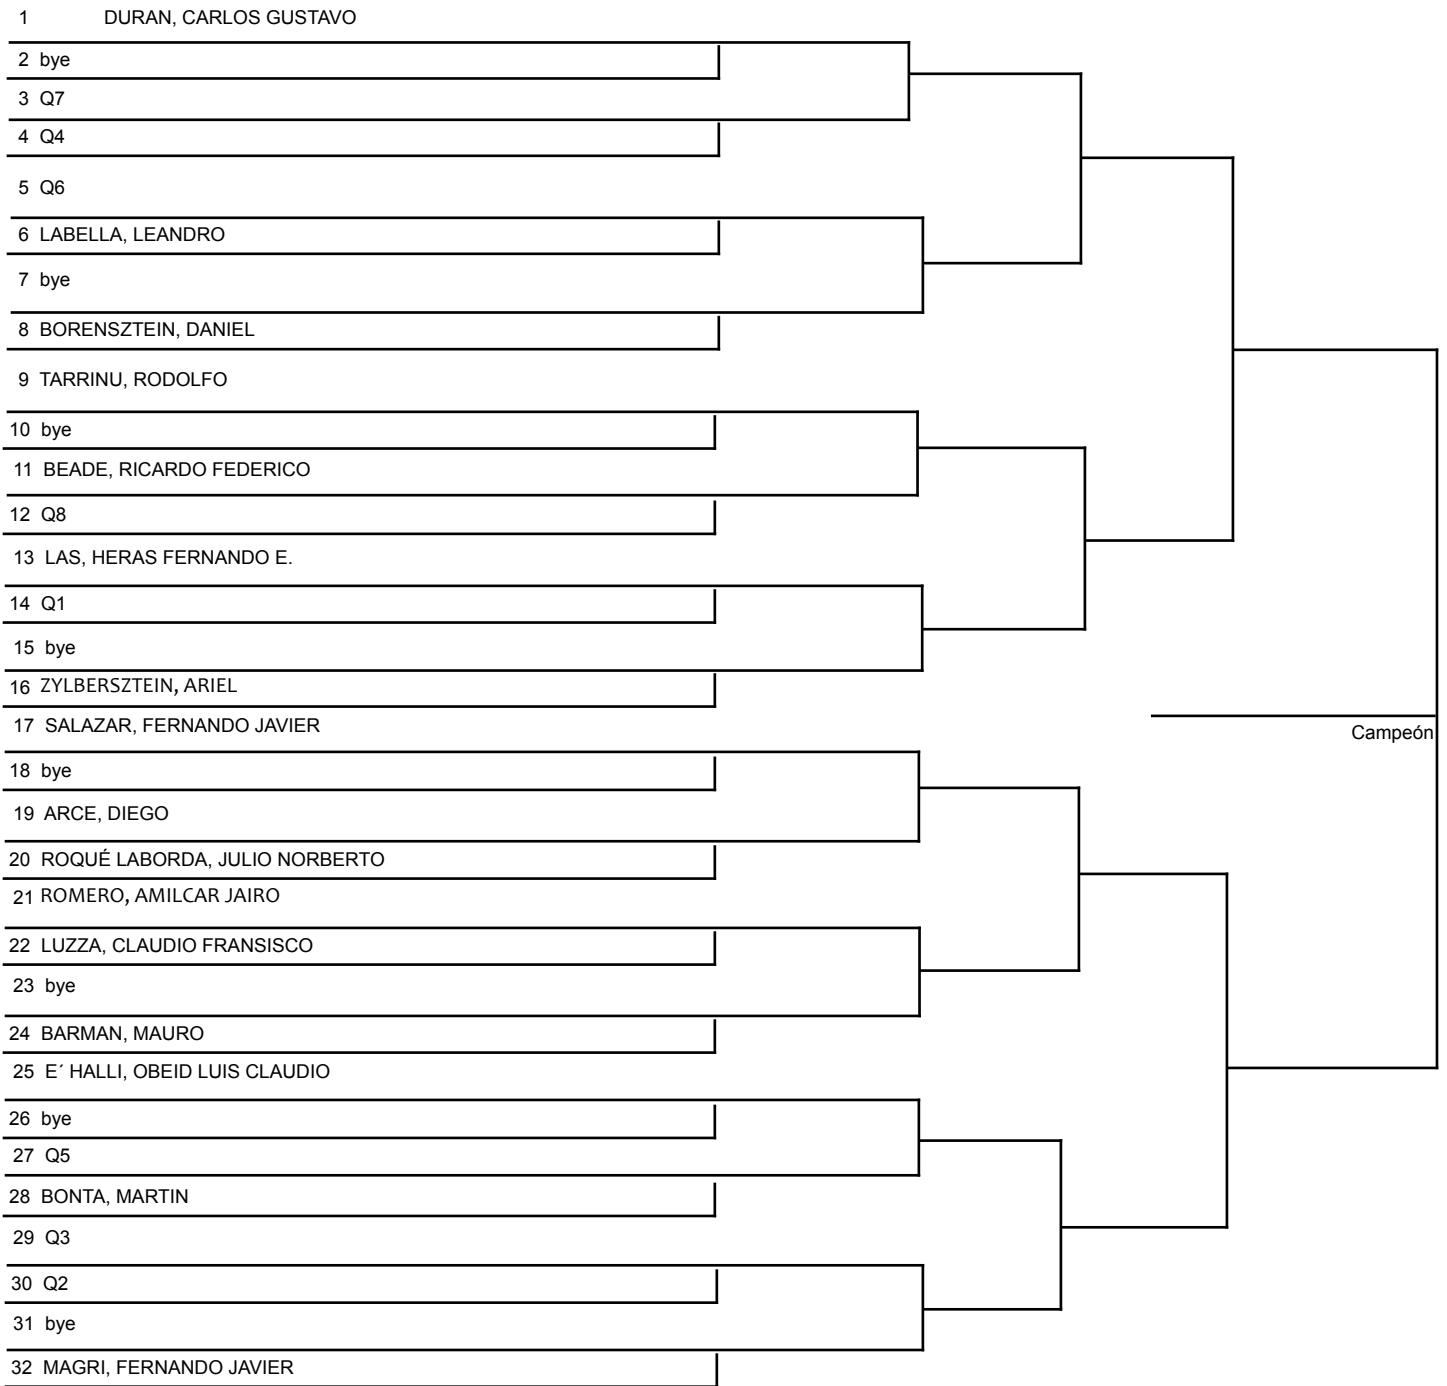 1 DURAN, CARLOS GUSTAVO
2 bye
3 Q7
4 Q4
5 Q6
6 LABELLA, LEANDRO
7 bye
8 BORENSZTEIN, DANIEL
9 TARRINU, RODOLFO
10 bye
11 BEADE, RICARDO FEDERICO
12 Q8
13 LAS, HERAS FERNANDO E.
14 Q1
15 bye
16 ZYLBERSZTEIN, ARIEL
17 SALAZAR, FERNANDO JAVIER
Campeón
18 bye
19 ARCE, DIEGO
20 ROQUÉ LABORDA, JULIO NORBERTO
21 ROMERO, AMILCAR JAIRO
22 LUZZA, CLAUDIO FRANSISCO
23 bye
24 BARMAN, MAURO
25 E´ HALLI, OBEID LUIS CLAUDIO
26 bye
27 Q5
28 BONTA, MARTIN
29 Q3
30 Q2
31 bye
32 MAGRI, FERNANDO JAVIER